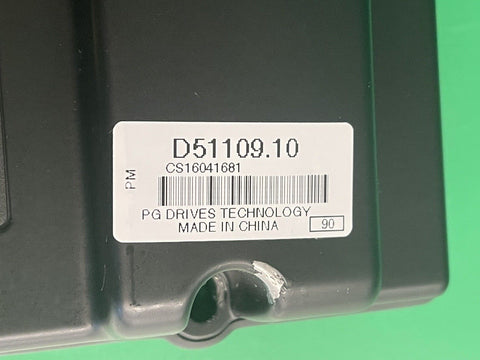 D51109.10
CS16041681
PM
PG DRIVES TECHNOLOGY
MADE IN CHINA
90